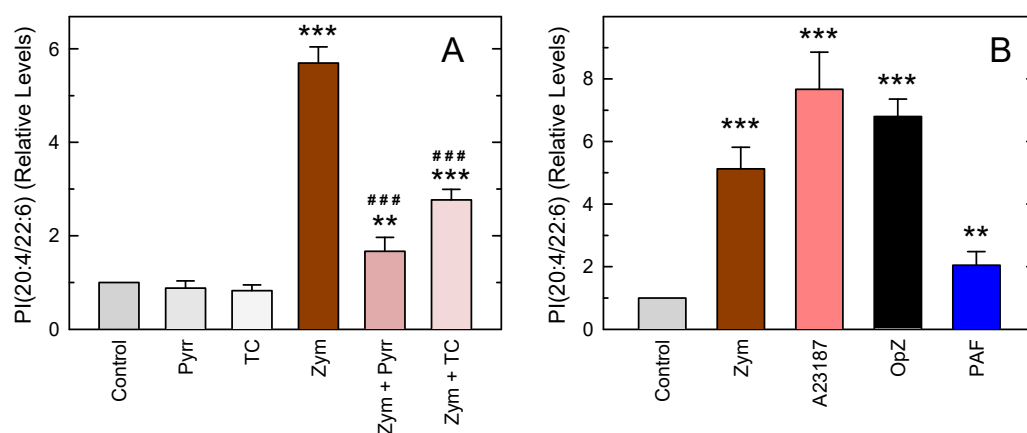 A
PI(20:4/22:6) (Relative Levels)
6
4
2
0
***
###
**
###
***
Control
Pyrr
TC
Zym
Zym + Pyrr
Zym + TC
B
PI(20:4/22:6) (Relative Levels)
8
6
4
2
0
***
***
***
**
Control
Zym
A23187
OpZ
PAF